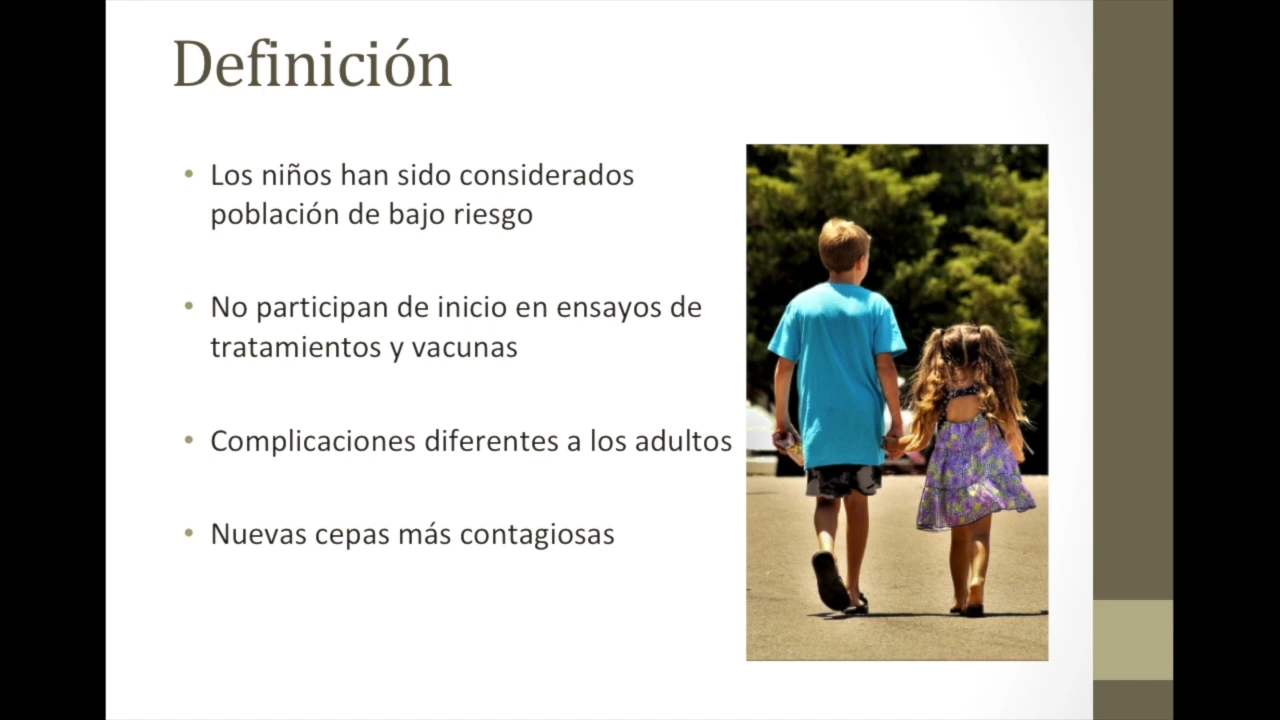 Definición
• Los niños han sido considerados
población de bajo riesgo
• No participan de inicio en ensayos de
tratamientos y vacunas
• Complicaciones diferentes a los adultos
• Nuevas cepas más contagiosas